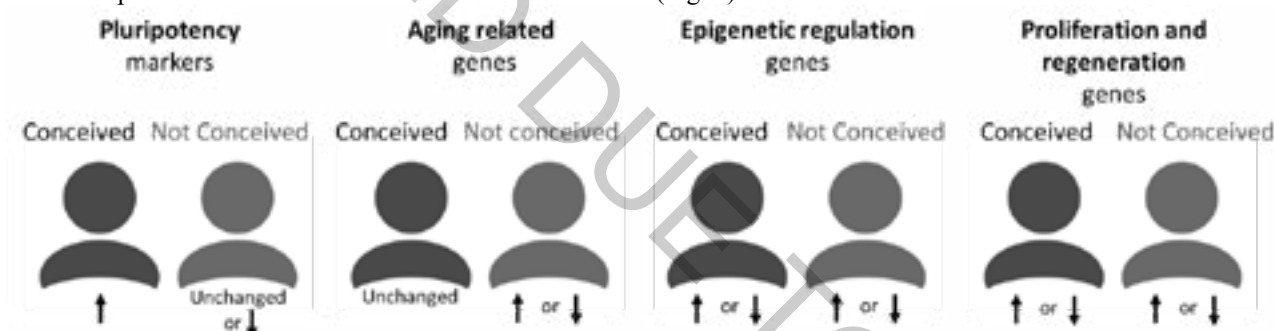 Pluripotency
markers
Aging related
genes
Epigenetic regulation
genes
Proliferation and
regeneration
genes
Conceived Not Conceived
Conceived Not conceived
Conceived Not Conceived
Conceived Not Conceived
↑
Unchanged
or ↓
Unchanged
↑ or ↓
↑ or ↓
↑ or ↓
↑ or ↓
↑ or ↓